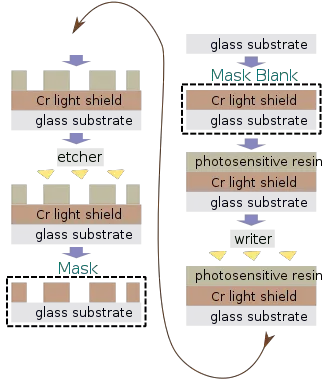 glass substrate
Mask Blank
Cr light shield
glass substrate
photosensitive resin
Cr light shield
glass substrate
writer
photosensitive resin
Cr light shield
glass substrate
Cr light shield
glass substrate
etcher
Cr light shield
glass substrate
Mask
glass substrate